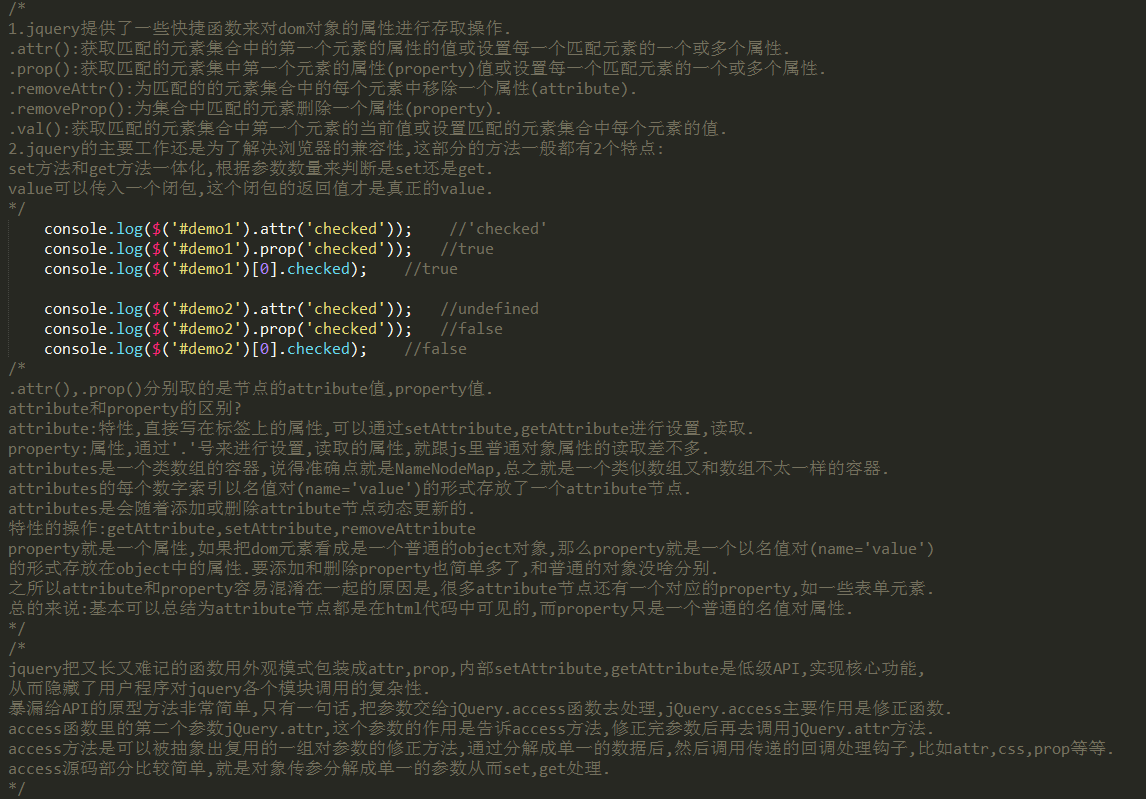 /*
1.jquery提供了一些快捷函数来对dom对象的属性进行存取操作.
.attr():获取匹配的元素集合中的第一个元素的属性的值或设置每一个匹配元素的一个或多个属性.
.prop():获取匹配的元素集中第一个元素的属性(property)值或设置每一个匹配元素的一个或多个属性.
.removeAttr():为匹配的的元素集合中的每个元素中移除一个属性(attribute).
.removeProp():为集合中匹配的元素删除一个属性(property).
.val():获取匹配的元素集合中第一个元素的当前值或设置匹配的元素集合中每个元素的值.
2.jquery的主要工作还是为了解决浏览器的兼容性,这部分的方法一般都有2个特点:
set方法和get方法一体化,根据参数数量来判断是set还是get.
value可以传入一个闭包,这个闭包的返回值才是真正的value.
*/
console.log($('#demo1').attr('checked'));    //'checked'
console.log($('#demo1').prop('checked'));   //true
console.log($('#demo1')[0].checked);    //true
console.log($('#demo2').attr('checked'));   //undefined
console.log($('#demo2').prop('checked'));   //false
console.log($('#demo2')[0].checked);    //false
/*
.attr(),.prop()分别取的是节点的attribute值,property值.
attribute和property的区别?
attribute:特性,直接写在标签上的属性,可以通过setAttribute,getAttribute进行设置,读取.
property:属性,通过'.'号来进行设置,读取的属性,就跟js里普通对象属性的读取差不多.
attributes是一个类数组的容器,说得准确点就是NameNodeMap,总之就是一个类似数组又和数组不太一样的容器.
attributes的每个数字索引以名值对(name='value')的形式存放了一个attribute节点.
attributes是会随着添加或删除attribute节点动态更新的.
特性的操作:getAttribute,setAttribute,removeAttribute
property就是一个属性,如果把dom元素看成是一个普通的object对象,那么property就是一个以名值对(name='value')
的形式存放在object中的属性.要添加和删除property也简单多了,和普通的对象没啥分别.
之所以attribute和property容易混淆在一起的原因是,很多attribute节点还有一个对应的property,如一些表单元素.
总的来说:基本可以总结为attribute节点都是在html代码中可见的,而property只是一个普通的名值对属性.
*/
/*
jquery把又长又难记的函数用外观模式包装成attr,prop,内部setAttribute,getAttribute是低级API,实现核心功能,
从而隐藏了用户程序对jquery各个模块调用的复杂性.
暴漏给API的原型方法非常简单,只有一句话,把参数交给jQuery.access函数去处理,jQuery.access主要作用是修正函数.
access函数里的第二个参数jQuery.attr,这个参数的作用是告诉access方法,修正完参数后再去调用jQuery.attr方法.
access方法是可以被抽象出复用的一组对参数的修正方法,通过分解成单一的数据后,然后调用传递的回调处理钩子,比如attr,css,prop等等.
access源码部分比较简单,就是对象传参分解成单一的参数从而set,get处理.
*/